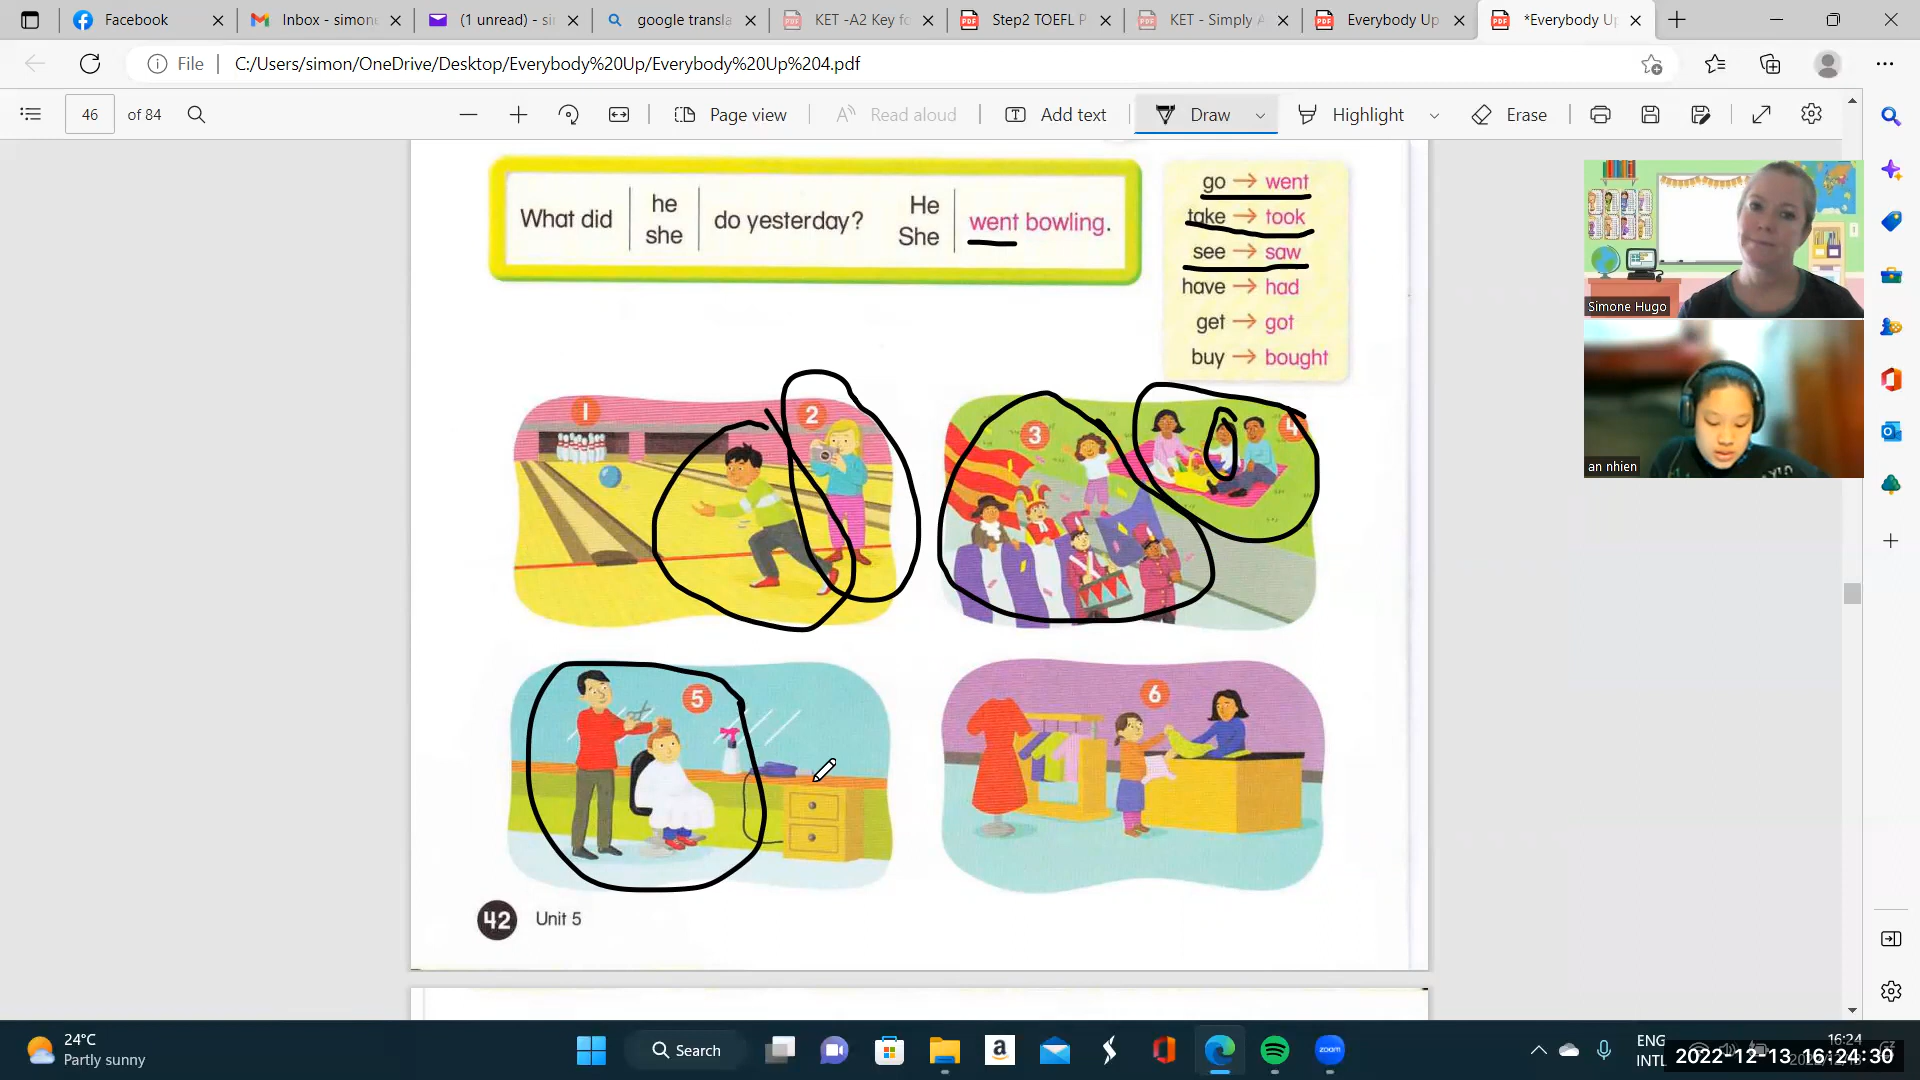 Facebook
Inbox - simon
(1 unread) - si
google transla
KET -A2 Key fo
Step2 TOEFL P
KET - Simply A
Everybody Up
*Everybody U
File
C:/Users/simon/OneDrive/Desktop/Everybody%20Up/Everybody%20Up%204.pdf
46 of 84
Page view
Read aloud
Add text
Draw
Highlight
Erase
What did he she do yesterday? He She went bowling.
go → went
take → took
see → saw
have → had
get → got
buy → bought
1
2
3
4
5
6
42 Unit 5
Simone Hugo
an nhien
24°C
Partly sunny
Search
zoom
ENG
INTL
16:24
2022-12-13 16:24:30